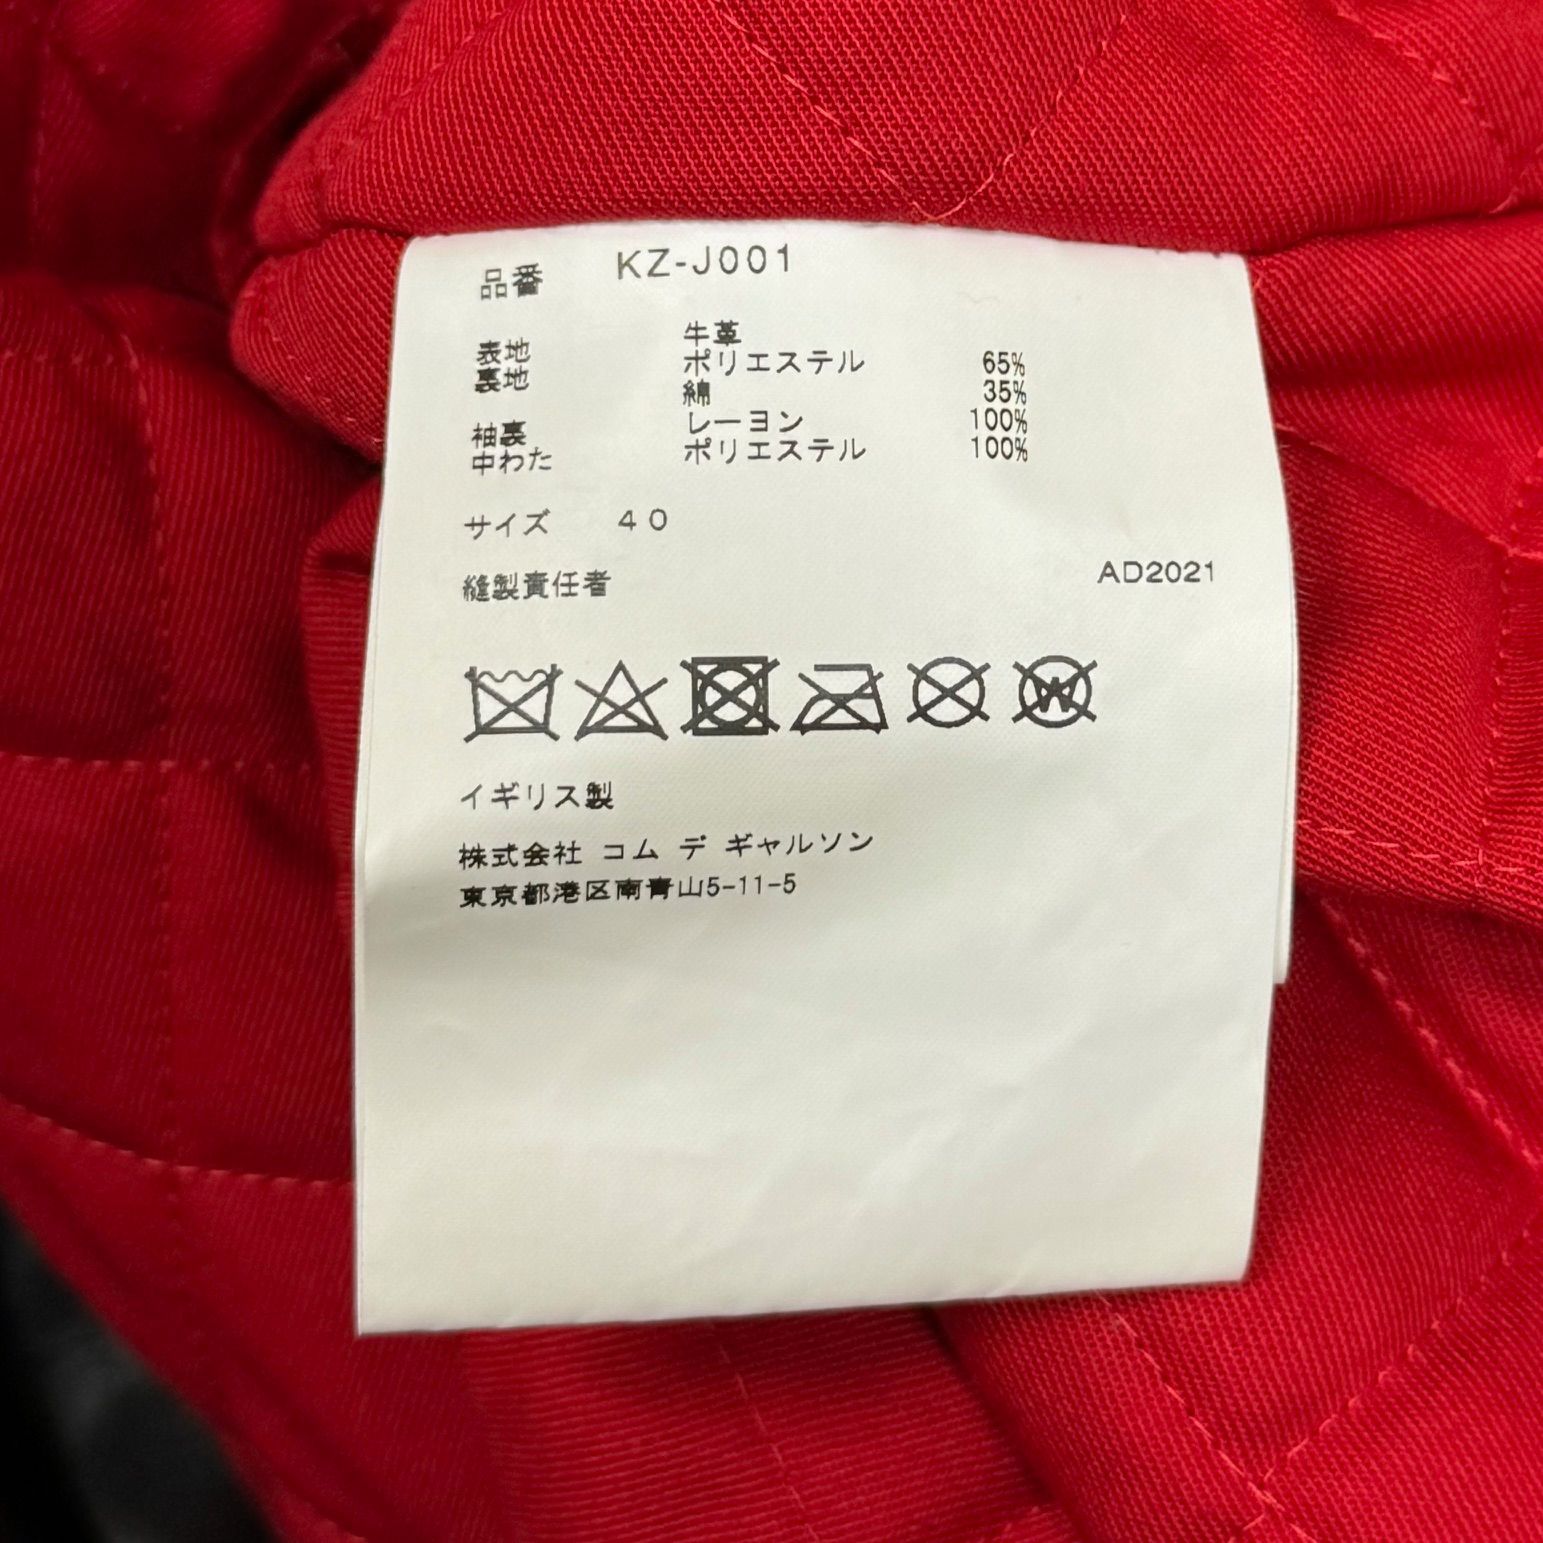 品番 KZ-J001
表地 牛革
裏地 ポリエステル 65%
綿 35%
袖裏 レーヨン 100%
中わた ポリエステル 100%
サイズ 40
縫製責任者 AD2021
W
イギリス製
株式会社 コム デ ギャルソン
東京都港区南青山5-11-5